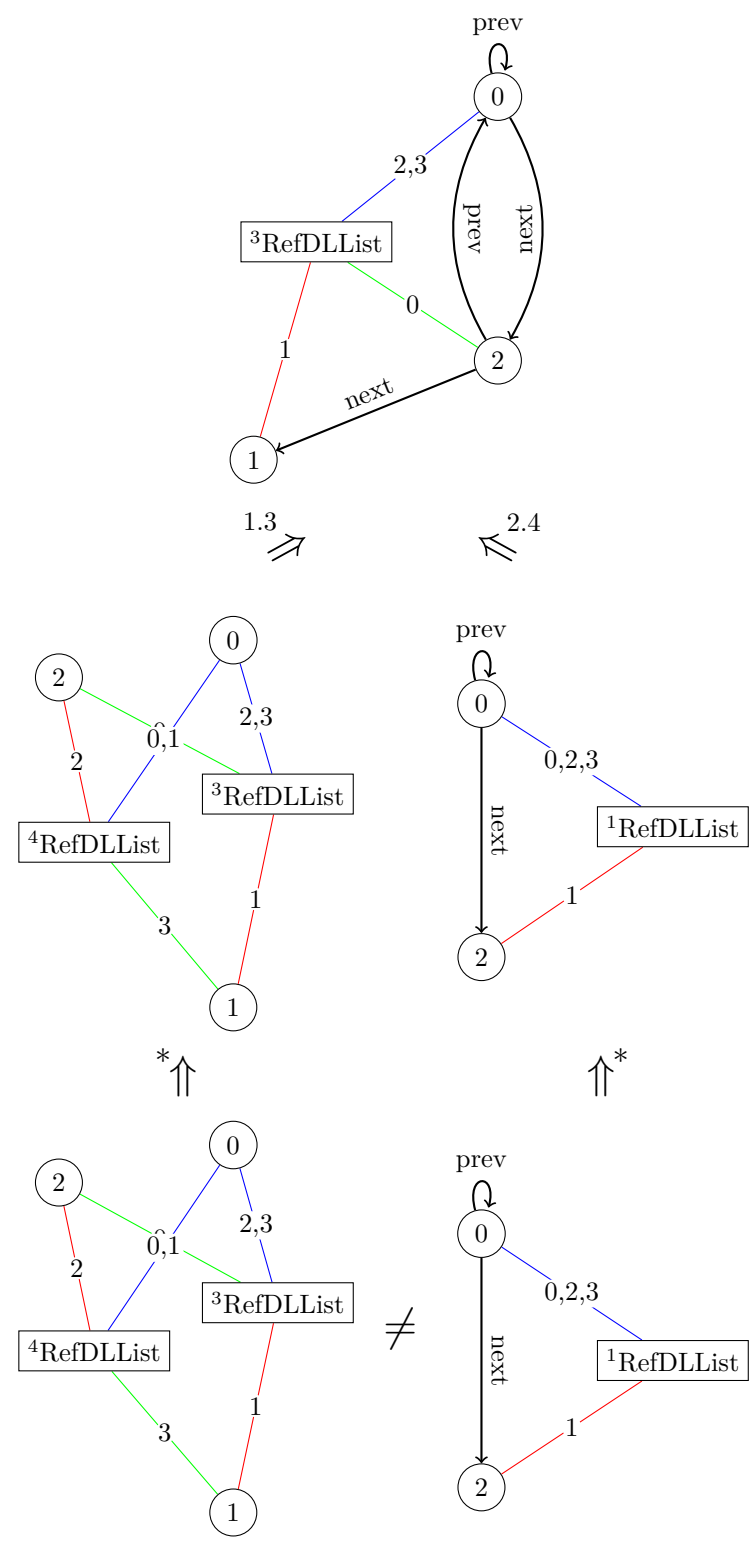 prev
0
2,3
prev
next
³RefDLList
0
1
2
next
1
1.3
2.4
⇒
⇐
0
2
0,1
2,3
2
³RefDLList
⁴RefDLList
1
3
1
prev
0
0,2,3
next
¹RefDLList
1
2
*⇑
⇑*
0
2
0,1
2,3
2
³RefDLList
⁴RefDLList
1
3
1
≠
prev
0
0,2,3
next
¹RefDLList
1
2